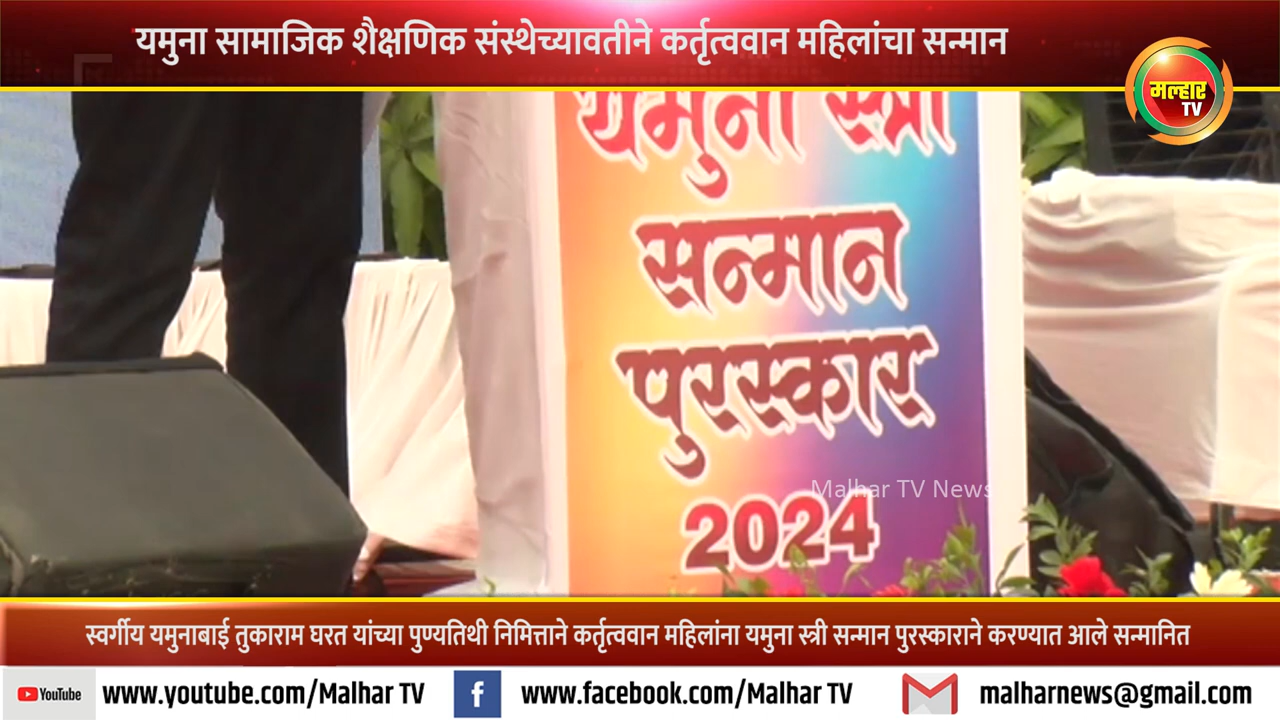 यमुना सामाजिक शैक्षणिक संस्थेच्यावतीने कर्तृत्ववान महिलांचा सन्मान
मल्हार
TV
यमुना स्त्री
सन्मान
पुरस्कार
2024
Malhar TV News
स्वर्गीय यमुनाबाई तुकाराम घरत यांच्या पुण्यतिथी निमित्ताने कर्तृत्ववान महिलांना यमुना स्त्री सन्मान पुरस्काराने करण्यात आले सन्मानित
YouTube www.youtube.com/Malhar TV f www.facebook.com/Malhar TV malharnews@gmail.com